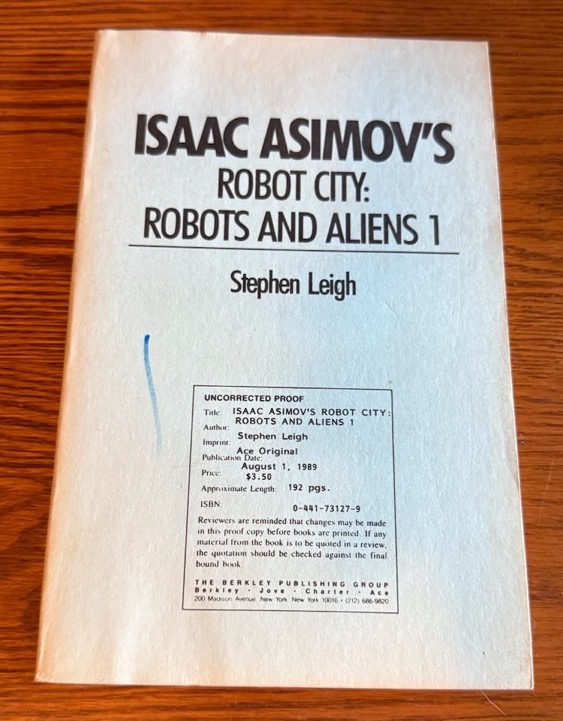 ISAAC ASIMOV'S
ROBOT CITY:
ROBOTS AND ALIENS 1
Stephen Leigh
UNCORRECTED PROOF
Title: ISAAC ASIMOV'S ROBOT CITY:
ROBOTS AND ALIENS 1
Author: Stephen Leigh
Imprint: Ace Original
Publication Date: August 1, 1989
Price: $3.50
Approximate Length: 192 pgs.
ISBN: 0-441-73127-9
Reviewers are reminded that changes may be made
in this proof copy before books are printed. If any
material from the book is to be quoted in a review,
the quotation should be checked against the final
bound book.
THE BERKLEY PUBLISHING GROUP
Berkley · Jove · Charter · Ace
200 Madison Avenue, New York, New York 10016 • (212) 686-9820